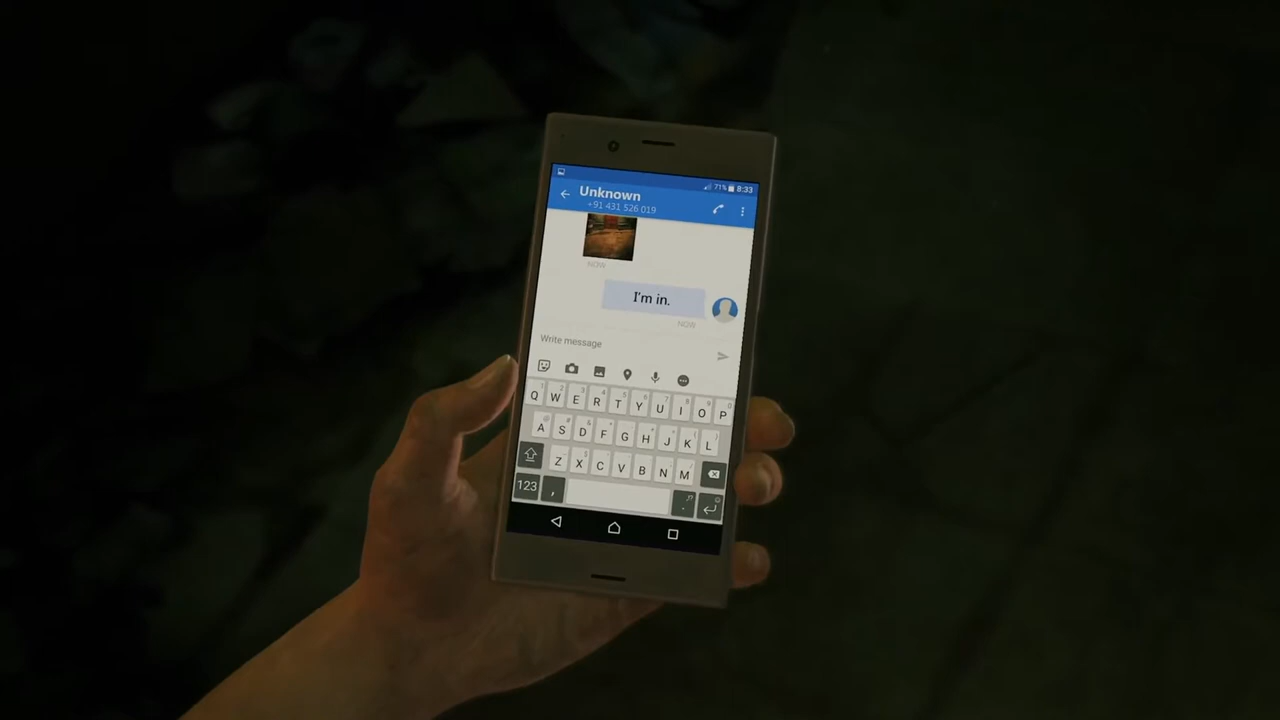 71% 8:33
Unknown
+91 431 526 019
NOW
I'm in.
NOW
Write message
Q W E R T Y U I O P
A S D F G H J K L
Z X C V B N M
123 , .